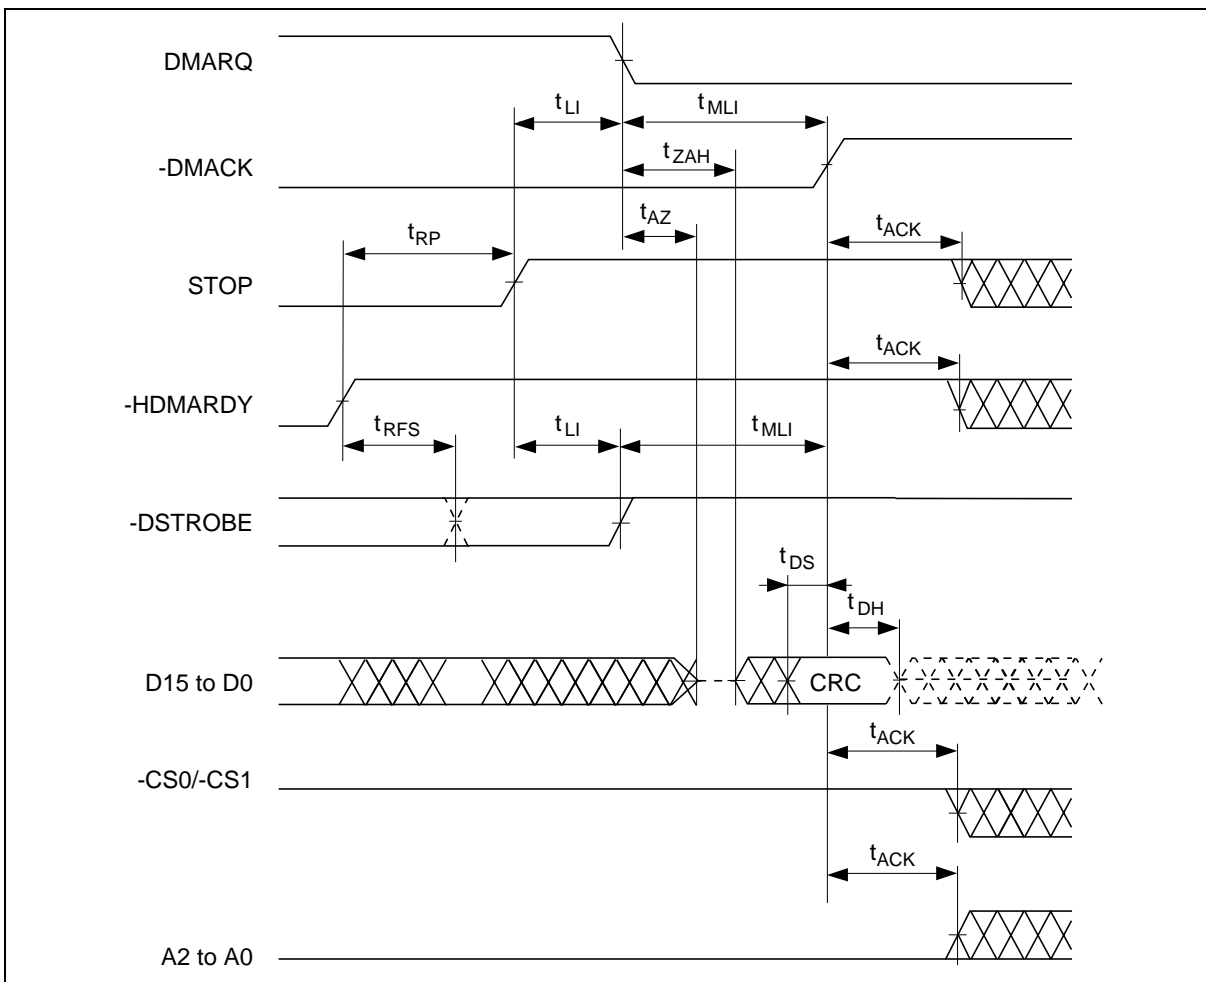 DMARQ
tLI
tMLI
-DMACK
tZAH
tAZ
tRP
tACK
STOP
tACK
-HDMARDY
tRFS
tLI
tMLI
-DSTROBE
tDS
tDH
D15 to D0
CRC
tACK
-CS0/-CS1
tACK
A2 to A0